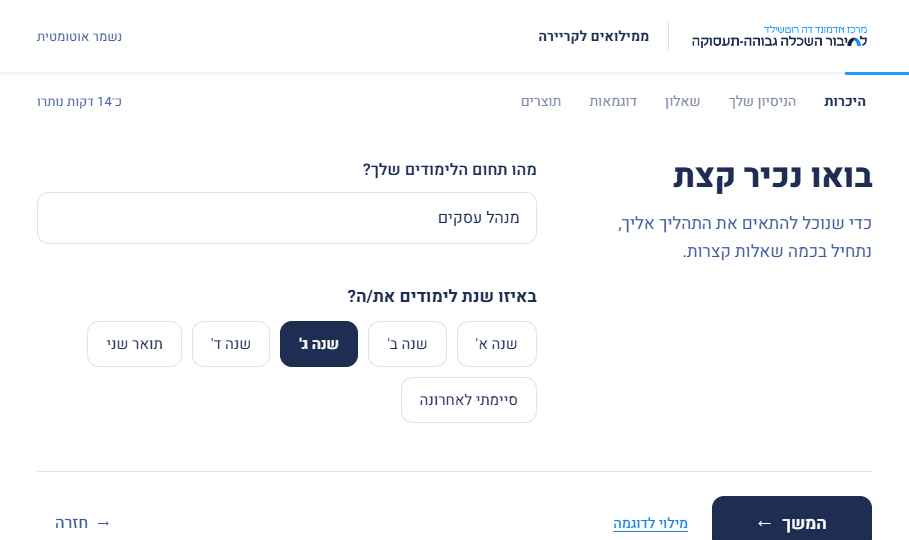 מרכז אדמונד דה רוטשילד
לחיבור השכלה גבוהה-תעסוקה
ממילואים לקריירה
נשמר אוטומטית
היכרות
הניסיון שלך
שאלון
דוגמאות
תוצרים
כ־14 דקות נותרו
בואו נכיר קצת
כדי שנוכל להתאים את התהליך אליך,
נתחיל בכמה שאלות קצרות.
מהו תחום הלימודים שלך?
מנהל עסקים
באיזו שנת לימודים את/ה?
שנה א'
שנה ב'
שנה ג'
שנה ד'
תואר שני
סיימתי לאחרונה
המשך ←
מילוי לדוגמה
→ חזרה